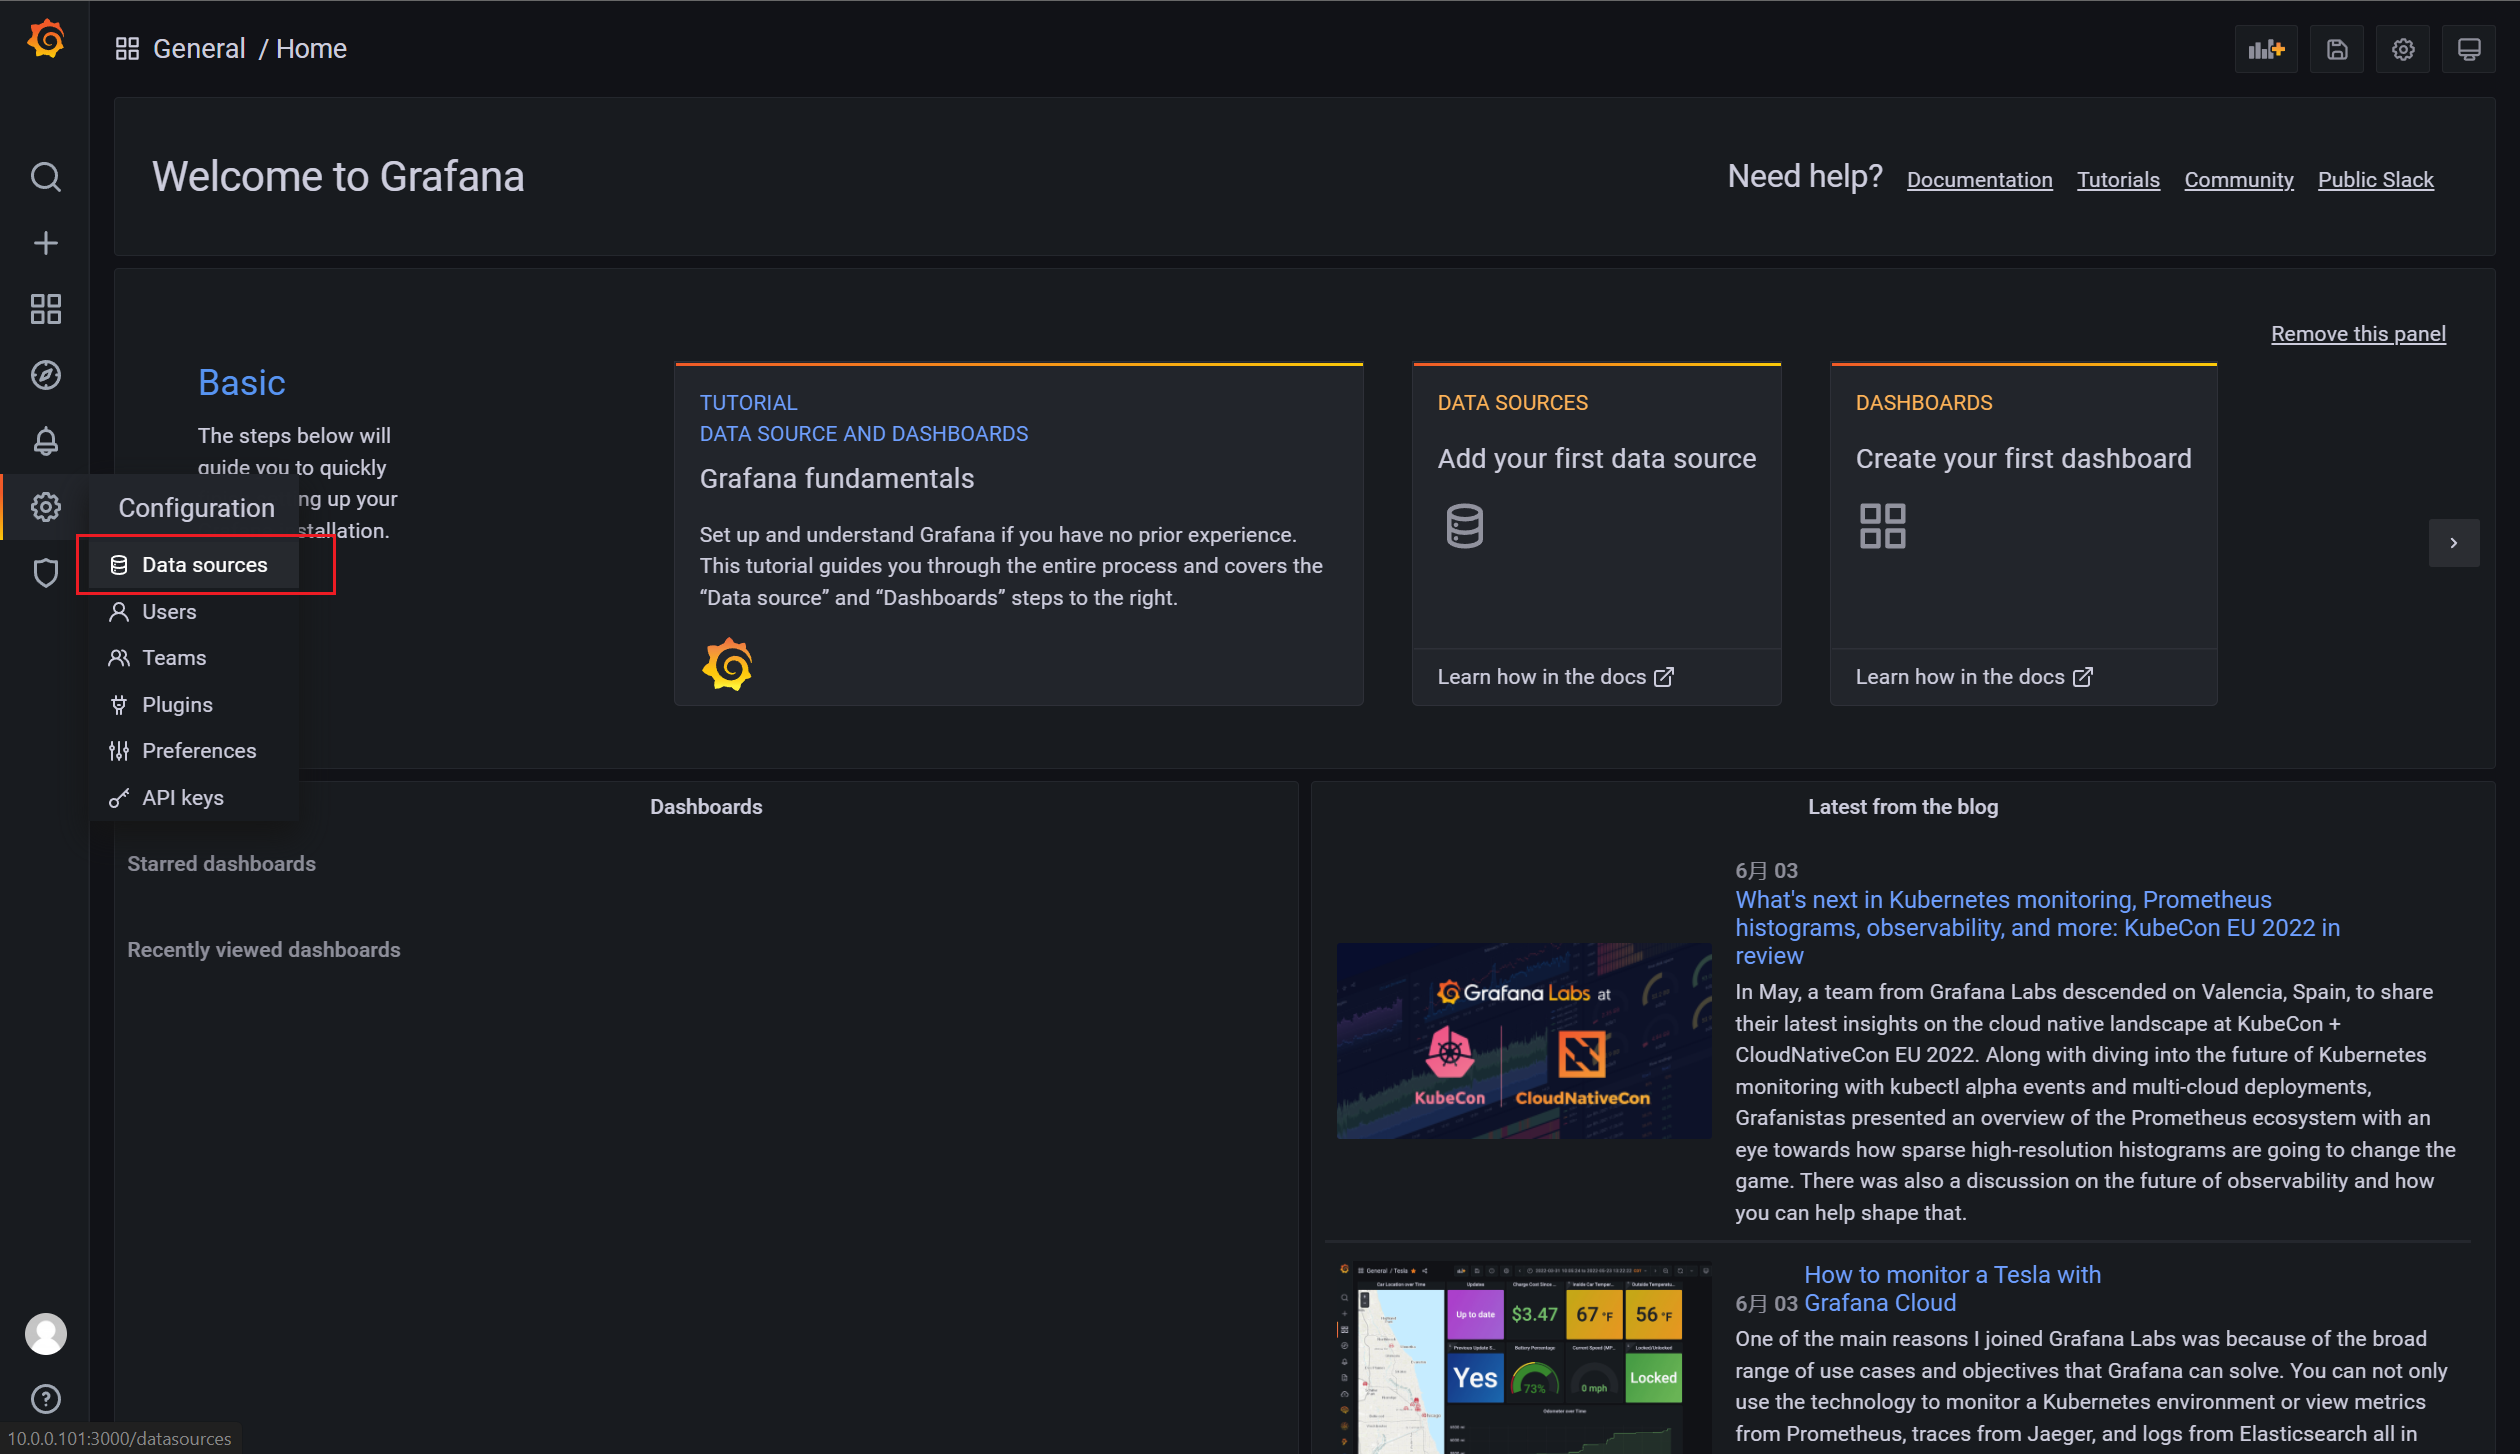 General / Home
Welcome to Grafana
Need help? Documentation Tutorials Community Public Slack
Remove this panel
Basic
The steps below will
guide you to quickly
ng up your
stallation.
TUTORIAL
DATA SOURCE AND DASHBOARDS
Grafana fundamentals
Set up and understand Grafana if you have no prior experience.
This tutorial guides you through the entire process and covers the
“Data source” and “Dashboards” steps to the right.
DATA SOURCES
Add your first data source
Learn how in the docs
DASHBOARDS
Create your first dashboard
Learn how in the docs
Configuration
Data sources
Users
Teams
Plugins
Preferences
API keys
Dashboards
Starred dashboards
Recently viewed dashboards
Latest from the blog
Grafana Labs at
KubeCon
CloudNativeCon
6月 03
What's next in Kubernetes monitoring, Prometheus
histograms, observability, and more: KubeCon EU 2022 in
review
In May, a team from Grafana Labs descended on Valencia, Spain, to share
their latest insights on the cloud native landscape at KubeCon +
CloudNativeCon EU 2022. Along with diving into the future of Kubernetes
monitoring with kubectl alpha events and multi-cloud deployments,
Grafanistas presented an overview of the Prometheus ecosystem with an
eye towards how sparse high-resolution histograms are going to change the
game. There was also a discussion on the future of observability and how
you can help shape that.
General / Tesla
Car Location over Time
Updates
Up to date
$3.47
67 °F
56 °F
Battery Percentage
Locked/Unlocked
Yes
73%
0 mph
Locked
Odometer over Time
How to monitor a Tesla with
6月 03 Grafana Cloud
One of the main reasons I joined Grafana Labs was because of the broad
range of use cases and objectives that Grafana can solve. You can not only
use the technology to monitor a Kubernetes environment or view metrics
from Prometheus, traces from Jaeger, and logs from Elasticsearch all in
10.0.0.101:3000/datasources